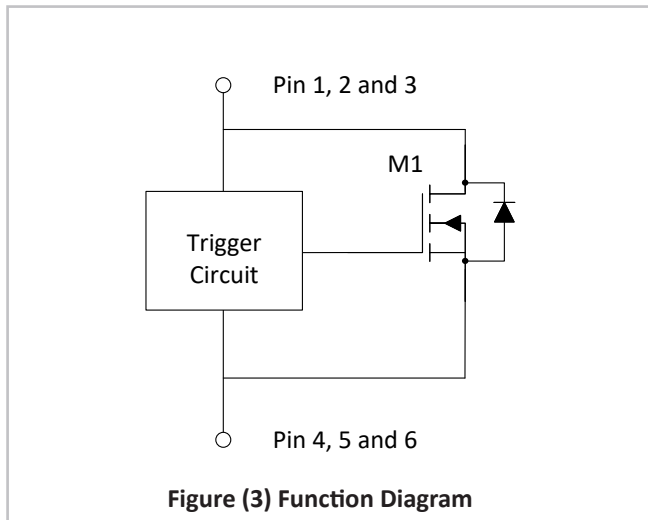 Pin 1, 2 and 3
M1
Trigger
Circuit
Pin 4, 5 and 6
Figure (3) Function Diagram